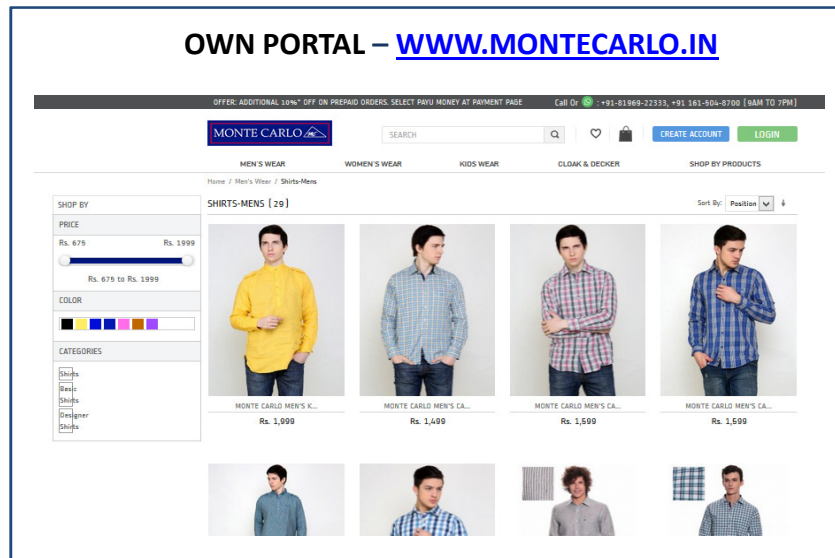 OWN PORTAL – WWW.MONTECARLO.IN
OFFER: ADDITIONAL 10%* OFF ON PREPAID ORDERS. SELECT PAYU MONEY AT PAYMENT PAGE
Call Or : +91-81969-22333, +91 161-504-8700 [9AM TO 7PM]
MONTE CARLO
SEARCH
CREATE ACCOUNT
LOGIN
MEN'S WEAR WOMEN'S WEAR KIDS WEAR CLOAK & DECKER SHOP BY PRODUCTS
Home / Men's Wear / Shirts-Mens
SHOP BY
PRICE
Rs. 675 Rs. 1999
Rs. 675 to Rs. 1999
COLOR
CATEGORIES
Shirts
Basic
Shirts
Designer
Shirts
SHIRTS-MENS [ 29 ]
Sort By: Position
MONTE CARLO MEN'S K...
Rs. 1,999
MONTE CARLO MEN'S CA...
Rs. 1,499
MONTE CARLO MEN'S CA...
Rs. 1,599
MONTE CARLO MEN'S CA...
Rs. 1,599